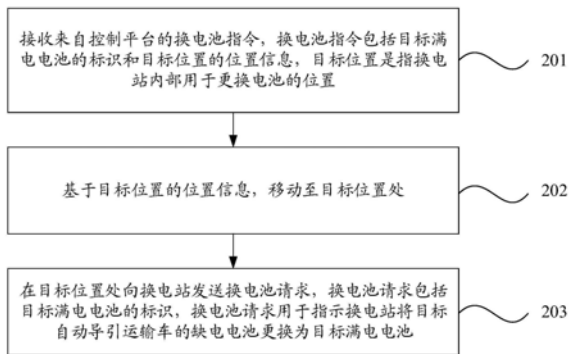 接收来自控制平台的换电池指令，换电池指令包括目标满
电电池的标识和目标位置的位置信息，目标位置是指换电
站内部用于更换电池的位置
201
基于目标位置的位置信息，移动至目标位置处
202
在目标位置处向换电站发送换电池请求，换电池请求包括
目标满电电池的标识，换电池请求用于指示换电站将目标
自动导引运输车的缺电电池更换为目标满电电池
203